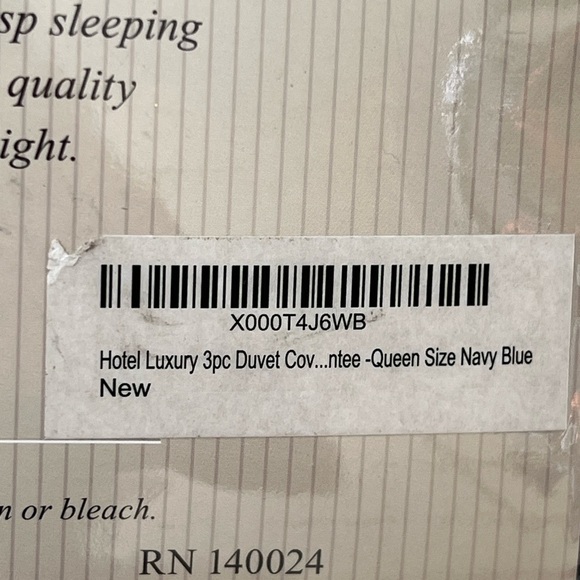 sp sleeping
quality
ight.
X000T4J6WB
Hotel Luxury 3pc Duvet Cov...ntee -Queen Size Navy Blue
New
n or bleach.
RN 140024